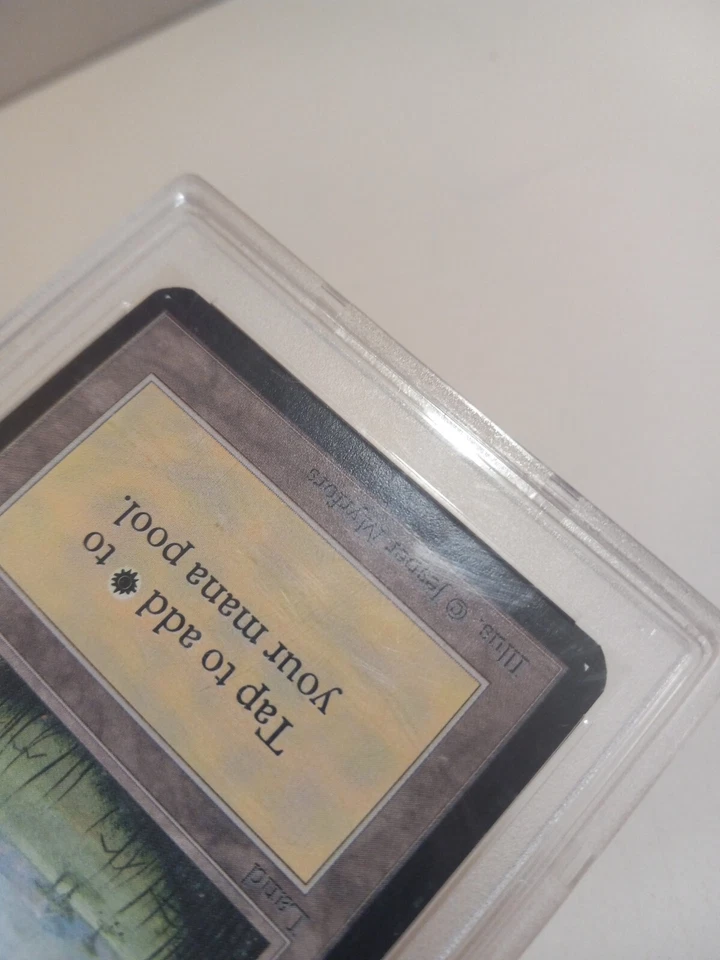 Land
Tap to add to
your mana pool.
Illus. © Jesper Myrfors